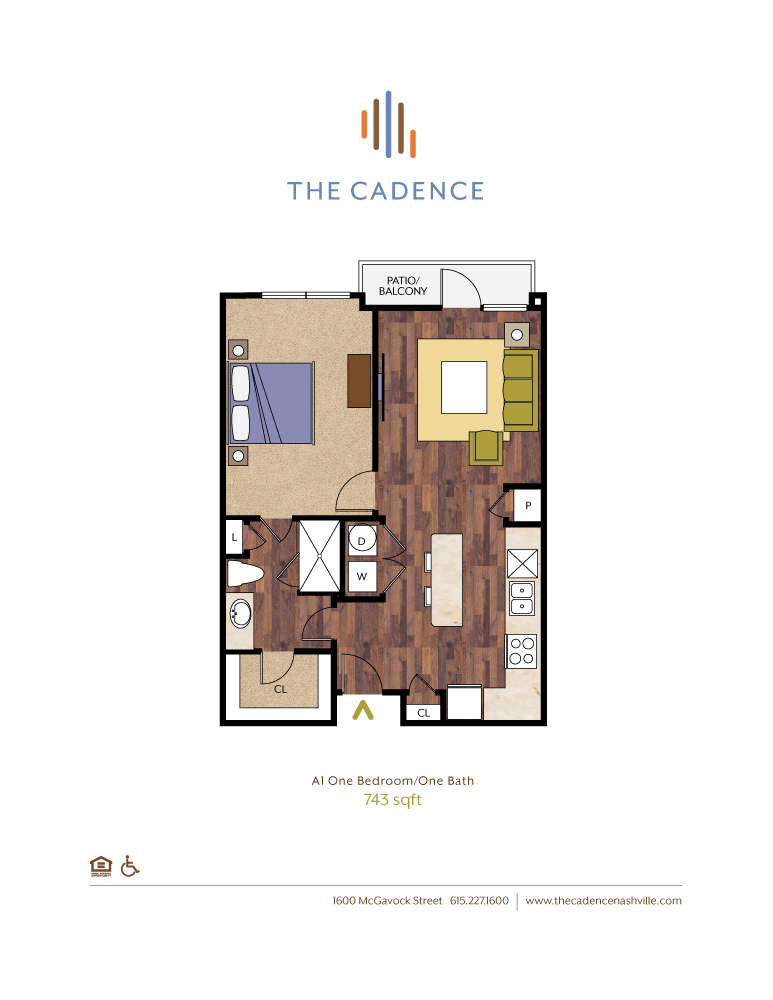 THE CADENCE
PATIO/
BALCONY
P
L
D
W
CL
CL
A1 One Bedroom/One Bath
743 sqft
1600 McGavock Street 615.227.1600 | www.thecadencenashville.com